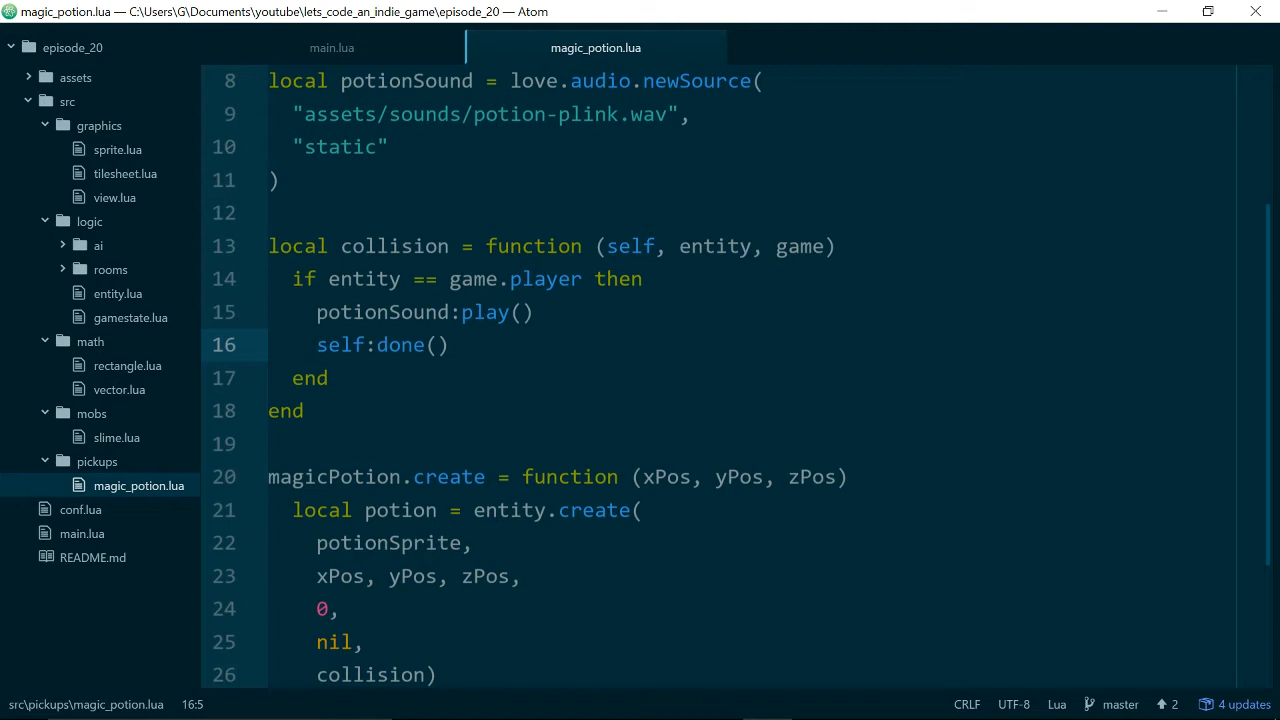 magic_potion.lua — C:\Users\G\Documents\youtube\lets_code_an_indie_game\episode_20 — Atom
episode_20
assets
src
graphics
sprite.lua
tilesheet.lua
view.lua
logic
ai
rooms
entity.lua
gamestate.lua
math
rectangle.lua
vector.lua
mobs
slime.lua
pickups
magic_potion.lua
conf.lua
main.lua
README.md
main.lua
magic_potion.lua
8 local potionSound = love.audio.newSource(
9 "assets/sounds/potion-plink.wav",
10 "static"
11 )
12
13 local collision = function (self, entity, game)
14 if entity == game.player then
15 potionSound:play()
16 self:done()
17 end
18 end
19
20 magicPotion.create = function (xPos, yPos, zPos)
21 local potion = entity.create(
22 potionSprite,
23 xPos, yPos, zPos,
24 0,
25 nil,
26 collision)
src\pickups\magic_potion.lua 16:5 CRLF UTF-8 Lua master 2 4 updates